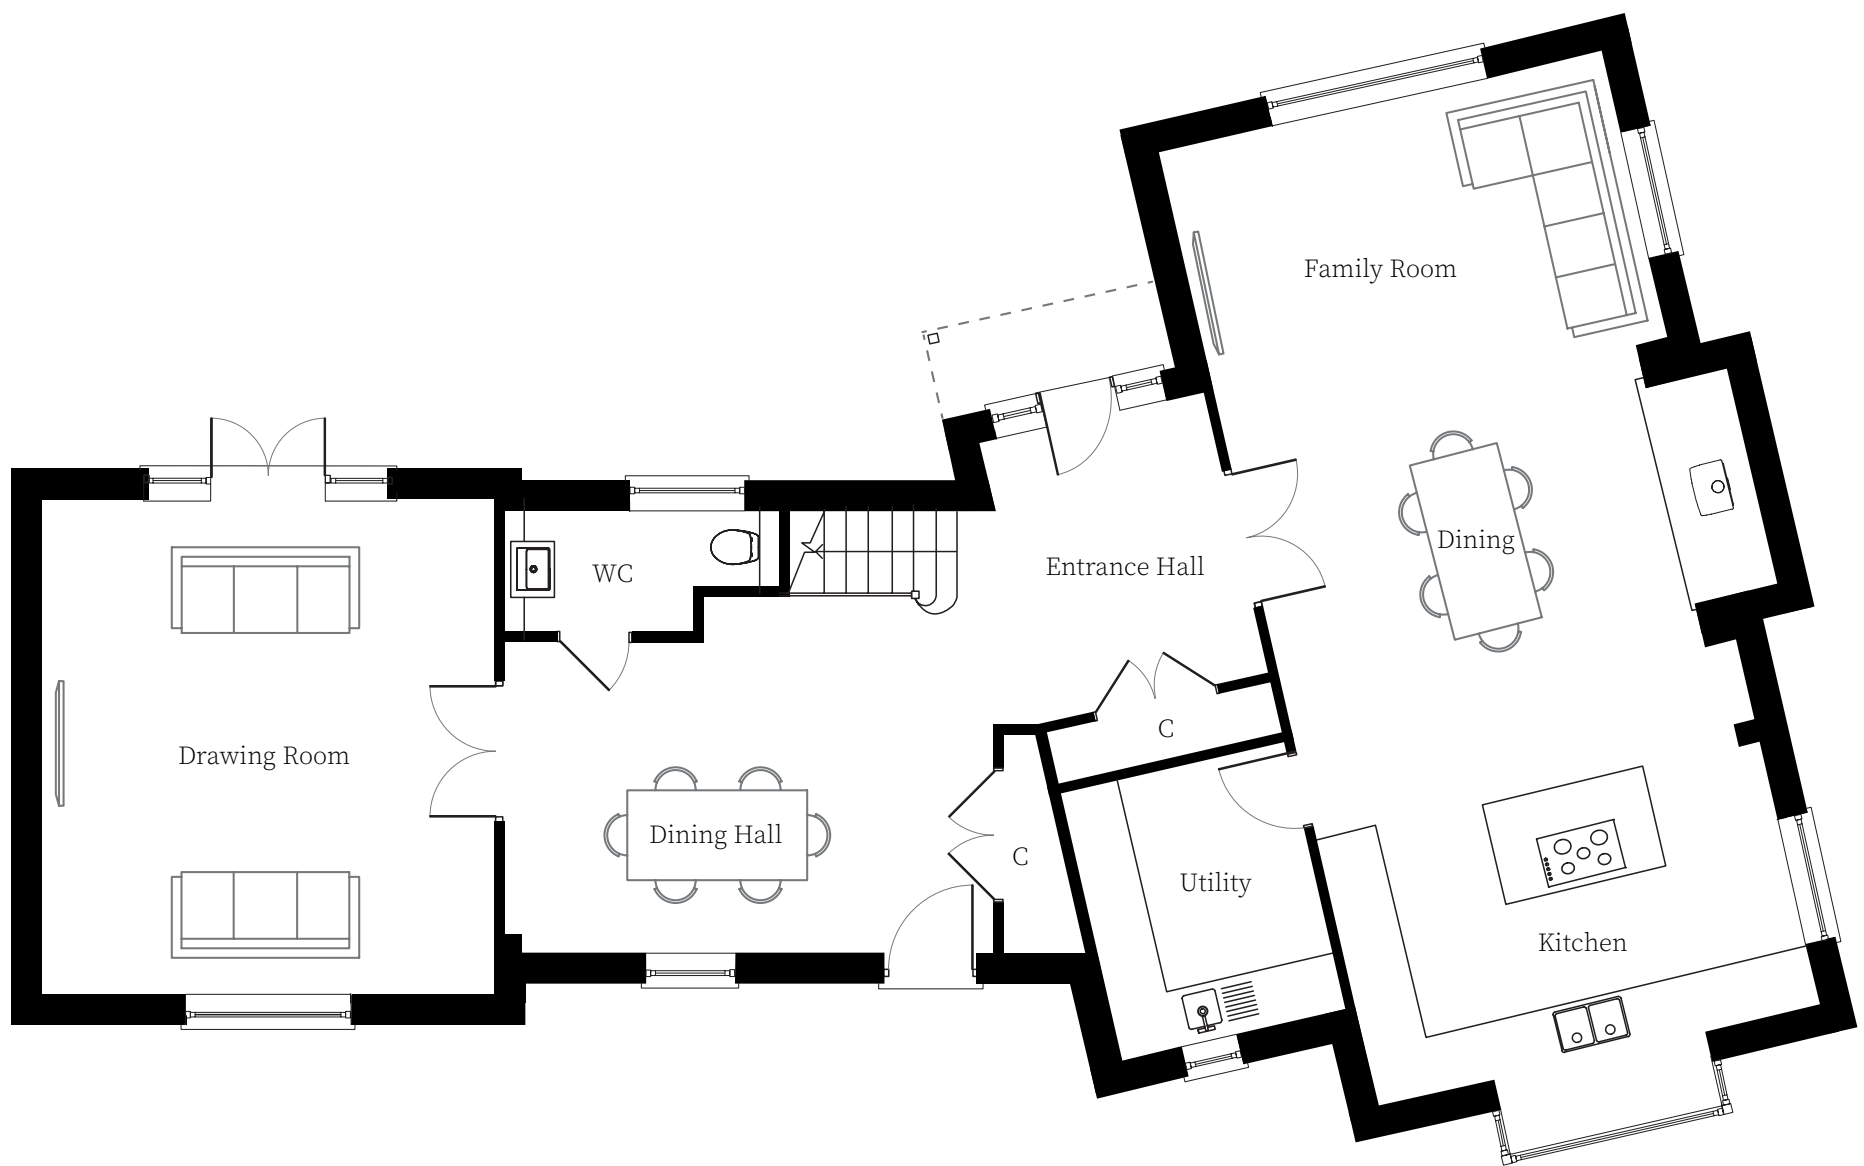 Family Room
Dining
WC
Entrance Hall
C
Drawing Room
Dining Hall
C
Utility
Kitchen